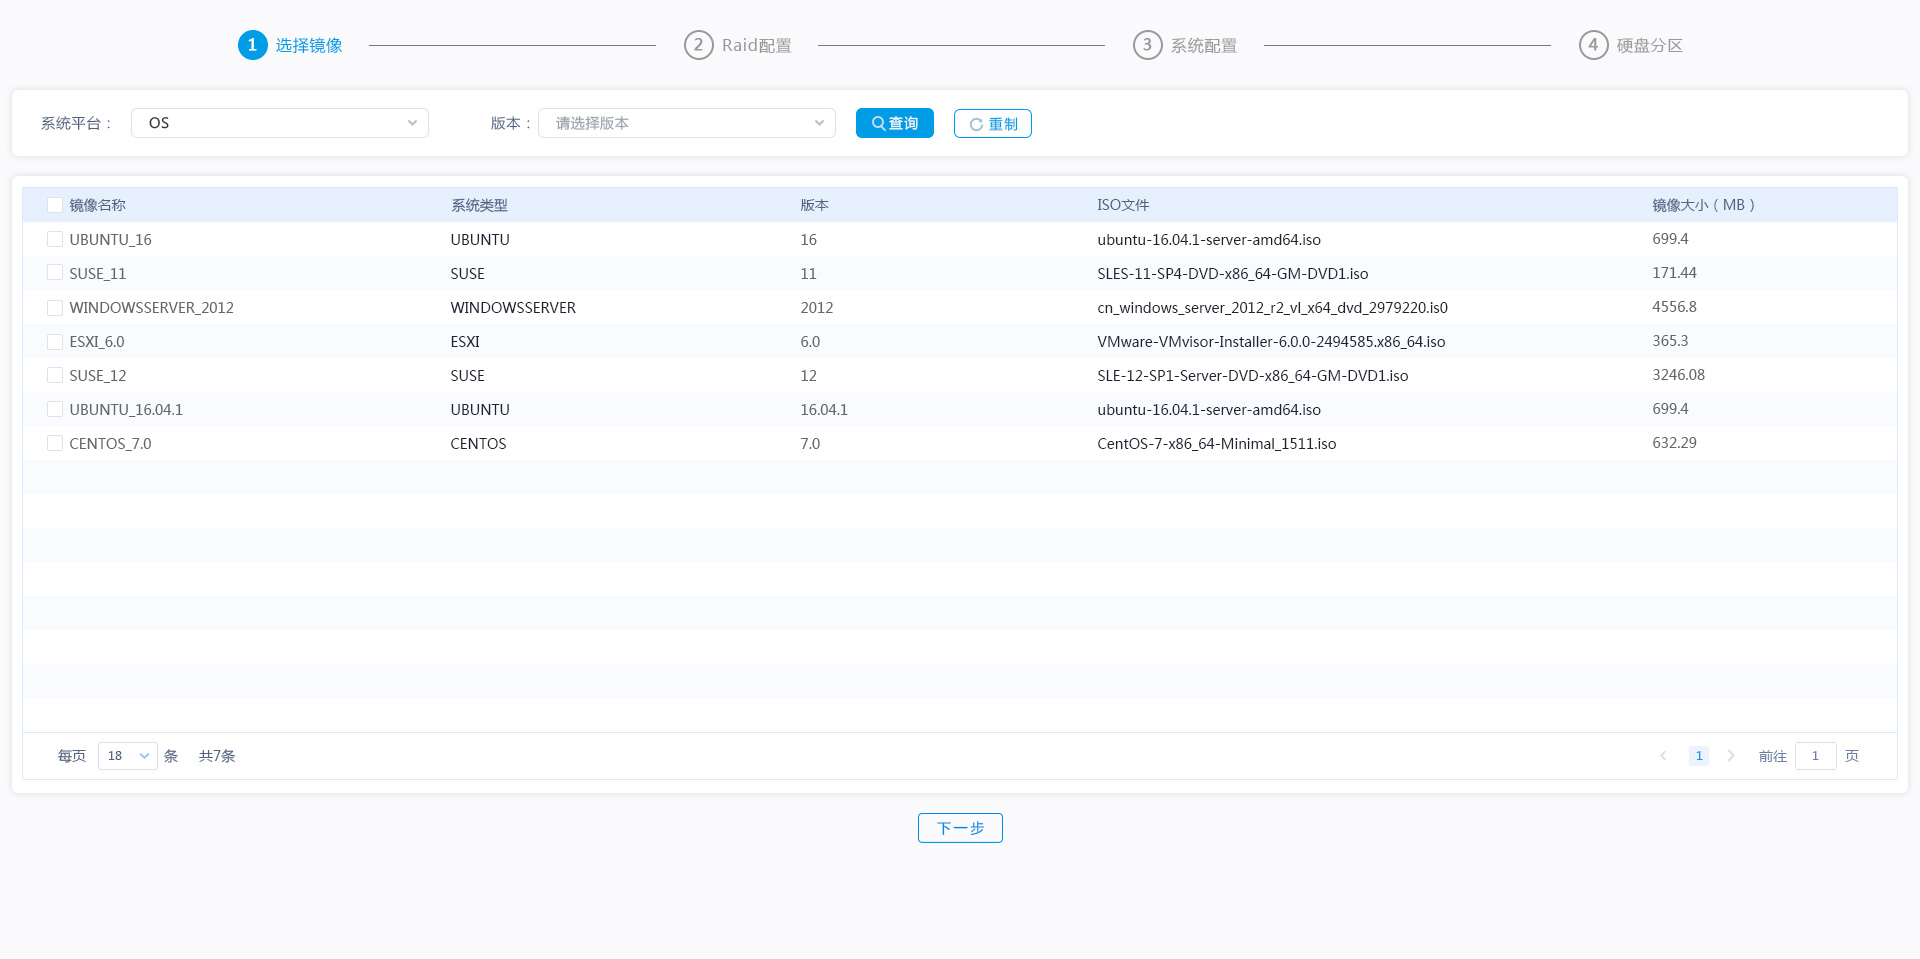 1 选择镜像 2 Raid配置 3 系统配置 4 硬盘分区
系统平台： OS 版本： 请选择版本 查询 重制
镜像名称 系统类型 版本 ISO文件 镜像大小（MB）
UBUNTU_16 UBUNTU 16 ubuntu-16.04.1-server-amd64.iso 699.4
SUSE_11 SUSE 11 SLES-11-SP4-DVD-x86_64-GM-DVD1.iso 171.44
WINDOWSSERVER_2012 WINDOWSSERVER 2012 cn_windows_server_2012_r2_vl_x64_dvd_2979220.is0 4556.8
ESXI_6.0 ESXI 6.0 VMware-VMvisor-Installer-6.0.0-2494585.x86_64.iso 365.3
SUSE_12 SUSE 12 SLE-12-SP1-Server-DVD-x86_64-GM-DVD1.iso 3246.08
UBUNTU_16.04.1 UBUNTU 16.04.1 ubuntu-16.04.1-server-amd64.iso 699.4
CENTOS_7.0 CENTOS 7.0 CentOS-7-x86_64-Minimal_1511.iso 632.29
每页 18 条 共7条 1 前往 1 页
下一步